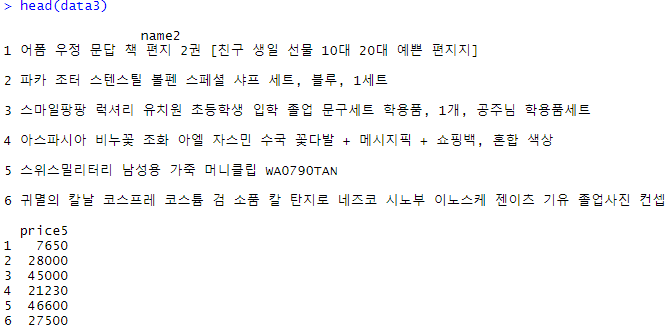 > head(data3)
name2
1 어폼 우정 문답 책 편지 2권 [친구 생일 선물 10대 20대 예쁜 편지지]
2 파카 조터 스텐스틸 볼펜 스페셜 샤프 세트, 블루, 1세트
3 스마일팡팡 럭셔리 유치원 초등학생 입학 졸업 문구세트 학용품, 1개, 공주님 학용품세트
4 아스파시아 비누꽃 조화 아엘 자스민 수국 꽃다발 + 메시지픽 + 쇼핑백, 혼합 색상
5 스위스밀리터리 남성용 가죽 머니클립 WA0790TAN
6 귀멸의 칼날 코스프레 코스튬 검 소품 칼 탄지로 네즈코 시노부 이노스케 젠이츠 기유 졸업사진 컨셉
price5
1 7650
2 28000
3 45000
4 21230
5 46600
6 27500